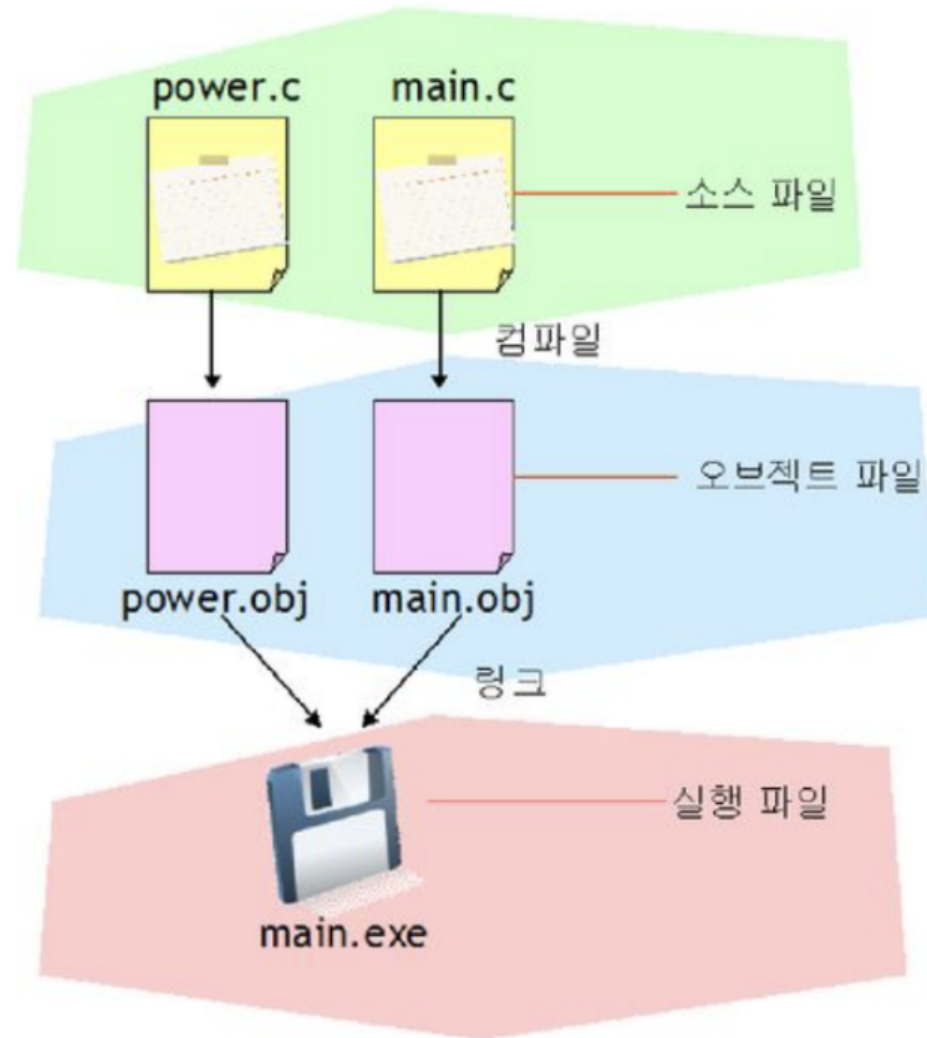 power.c main.c
소스 파일
컴파일
오브젝트 파일
power.obj main.obj
링크
실행 파일
main.exe